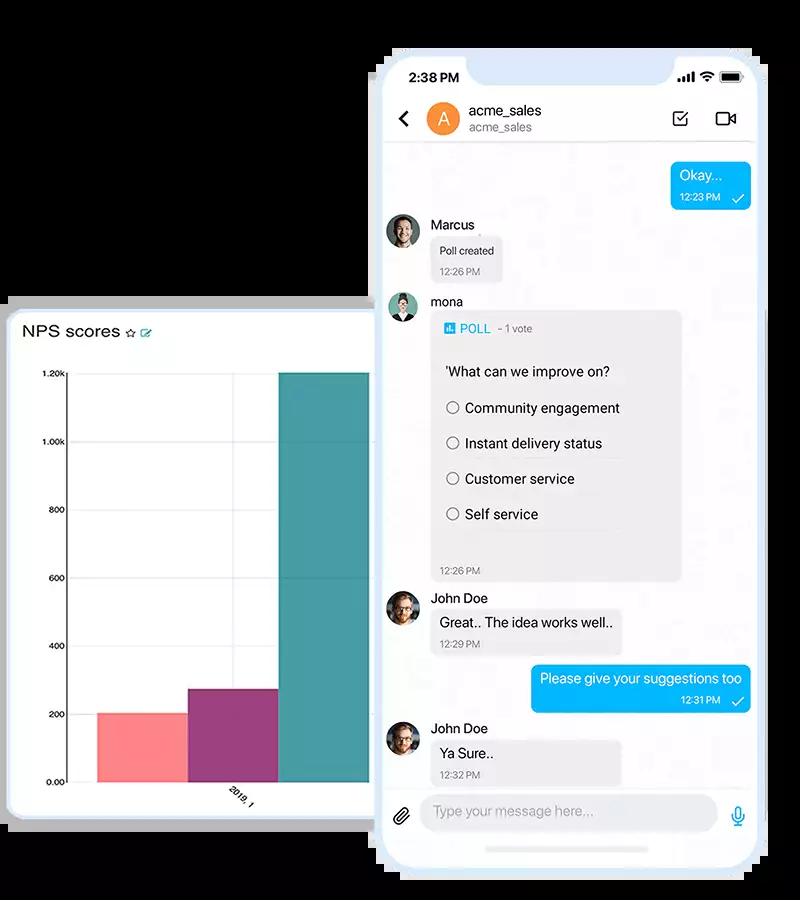 NPS scores
1.20k
1.00k
800
600
400
200
0.00
2019, 1
2:38 PM
A
acme_sales
acme_sales
Okay...
12:23 PM
Marcus
Poll created
12:26 PM
mona
POLL - 1 vote
'What can we improve on?
Community engagement
Instant delivery status
Customer service
Self service
12:26 PM
John Doe
Great.. The idea works well..
12:29 PM
Please give your suggestions too
12:31 PM
John Doe
Ya Sure..
12:32 PM
Type your message here...